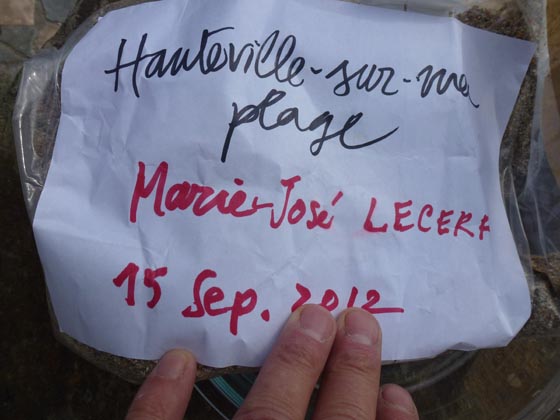 Hauteville-sur-mer
plage
Marie-José LECERF
15 Sep. 2012